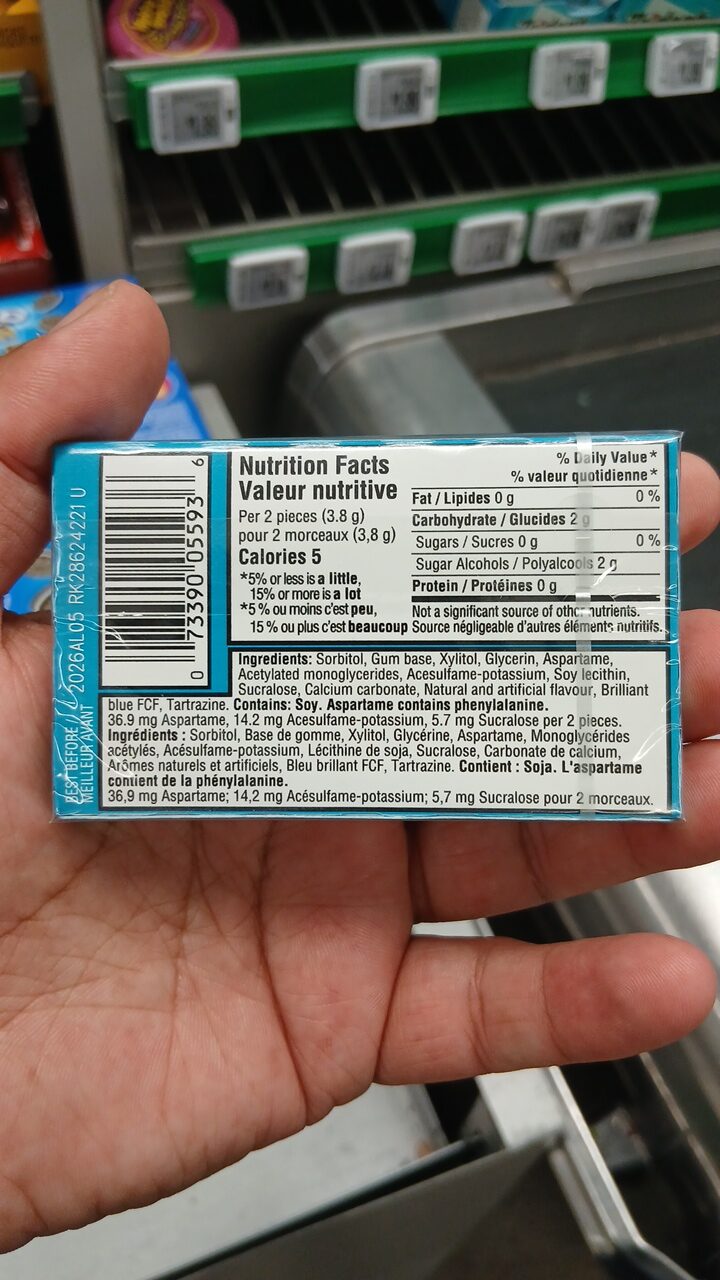 Nutrition Facts
Valeur nutritive
Per 2 pieces (3.8 g)
pour 2 morceaux (3,8 g)
Calories 5
*5% or less is a little,
15% or more is a lot
*5 % ou moins c'est peu,
15 % ou plus c'est beaucoup
% Daily Value*
% valeur quotidienne*
Fat / Lipides 0 g 0 %
Carbohydrate / Glucides 2 g
Sugars / Sucres 0 g 0 %
Sugar Alcohols / Polyalcools 2 g
Protein / Protéines 0 g
Not a significant source of other nutrients.
Source négligeable d'autres éléments nutritifs.
Ingredients: Sorbitol, Gum base, Xylitol, Glycerin, Aspartame,
Acetylated monoglycerides, Acesulfame-potassium, Soy lecithin,
Sucralose, Calcium carbonate, Natural and artificial flavour, Brilliant
blue FCF, Tartrazine. Contains: Soy. Aspartame contains phenylalanine.
36.9 mg Aspartame, 14.2 mg Acesulfame-potassium, 5.7 mg Sucralose per 2 pieces.
Ingrédients : Sorbitol, Base de gomme, Xylitol, Glycérine, Aspartame, Monoglycérides
acétylés, Acésulfame-potassium, Lécithine de soja, Sucralose, Carbonate de calcium,
Arômes naturels et artificiels, Bleu brillant FCF, Tartrazine. Contient : Soja. L'aspartame
contient de la phénylalanine.
36,9 mg Aspartame; 14,2 mg Acésulfame-potassium; 5,7 mg Sucralose pour 2 morceaux.
0 73390 05593 6
2026AL05 RK28624221 U
BEST BEFORE //
MEILLEUR AVANT